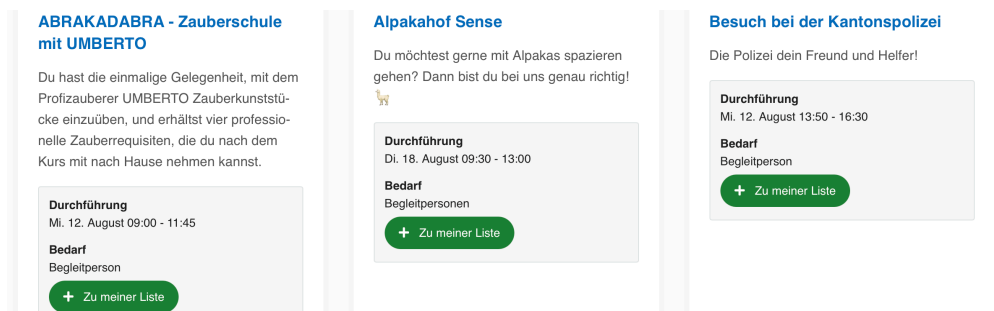 ABRAKADABRA - Zauberschule
mit UMBERTO
Du hast die einmalige Gelegenheit, mit dem
Profizauberer UMBERTO Zauberkunststü-
cke einzuüben, und erhältst vier professio-
nelle Zauberrequisiten, die du nach dem
Kurs mit nach Hause nehmen kannst.
Durchführung
Mi. 12. August 09:00 - 11:45
Bedarf
Begleitperson
Zu meiner Liste
Alpakahof Sense
Du möchtest gerne mit Alpakas spazieren
gehen? Dann bist du bei uns genau richtig!
🦙
Durchführung
Di. 18. August 09:30 - 13:00
Bedarf
Begleitpersonen
Zu meiner Liste
Besuch bei der Kantonspolizei
Die Polizei dein Freund und Helfer!
Durchführung
Mi. 12. August 13:50 - 16:30
Bedarf
Begleitperson
Zu meiner Liste